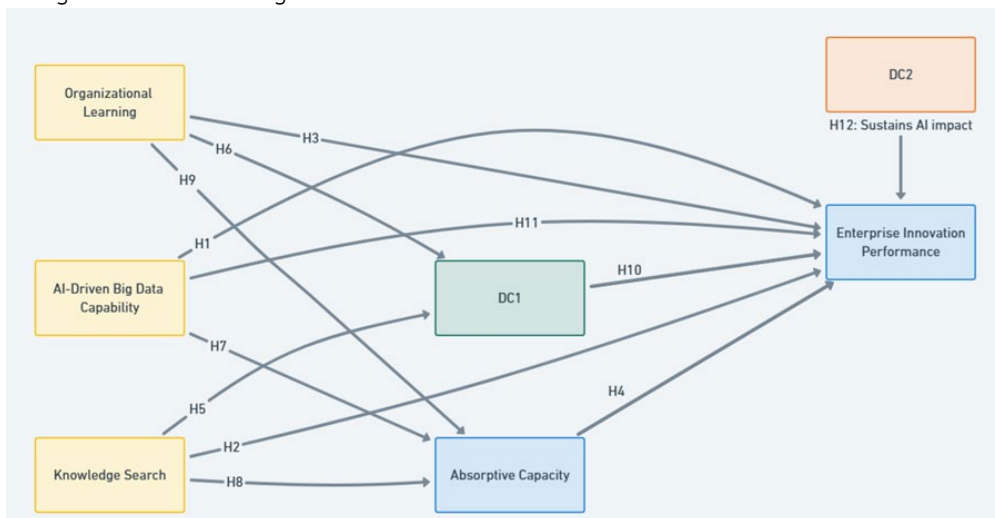 DC2
Organizational
Learning
H12: Sustains AI impact
H3
H6
H9
H11
H1
Enterprise Innovation
Performance
H10
AI-Driven Big Data
Capability
DC1
H7
H4
H5
H2
Knowledge Search
Absorptive Capacity
H8